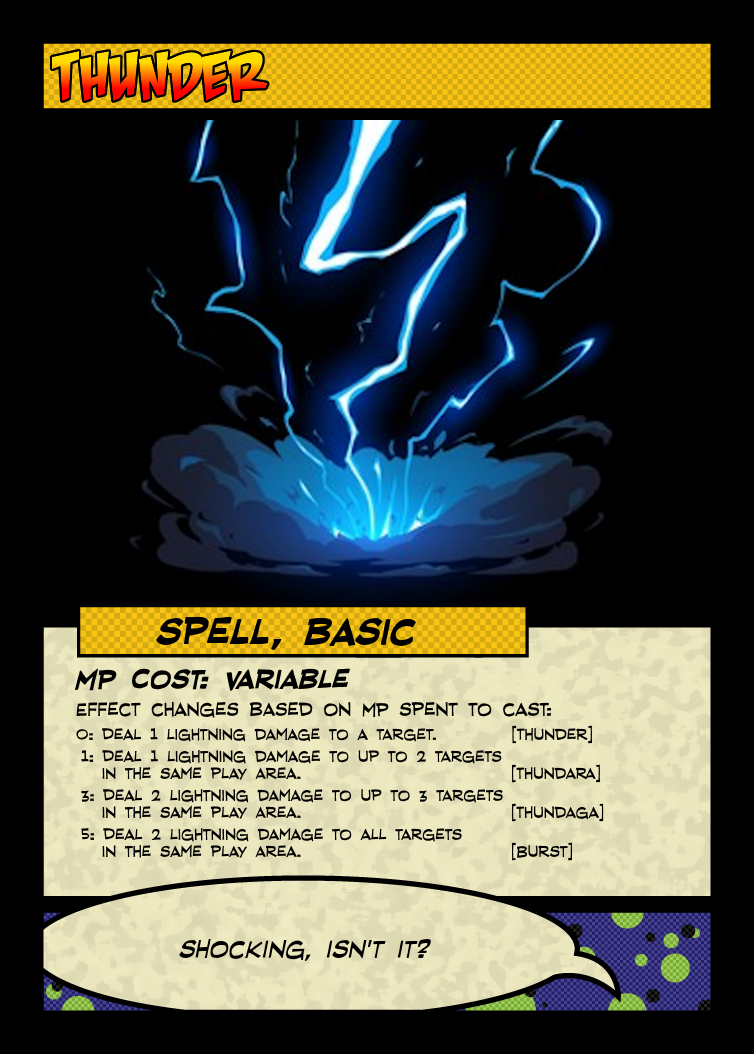 THUNDER
SPELL, BASIC
MP COST: VARIABLE
EFFECT CHANGES BASED ON MP SPENT TO CAST:
0: DEAL 1 LIGHTNING DAMAGE TO A TARGET. [THUNDER]
1: DEAL 1 LIGHTNING DAMAGE TO UP TO 2 TARGETS
IN THE SAME PLAY AREA. [THUNDARA]
3: DEAL 2 LIGHTNING DAMAGE TO UP TO 3 TARGETS
IN THE SAME PLAY AREA. [THUNDAGA]
5: DEAL 2 LIGHTNING DAMAGE TO ALL TARGETS
IN THE SAME PLAY AREA. [BURST]
SHOCKING, ISN'T IT?